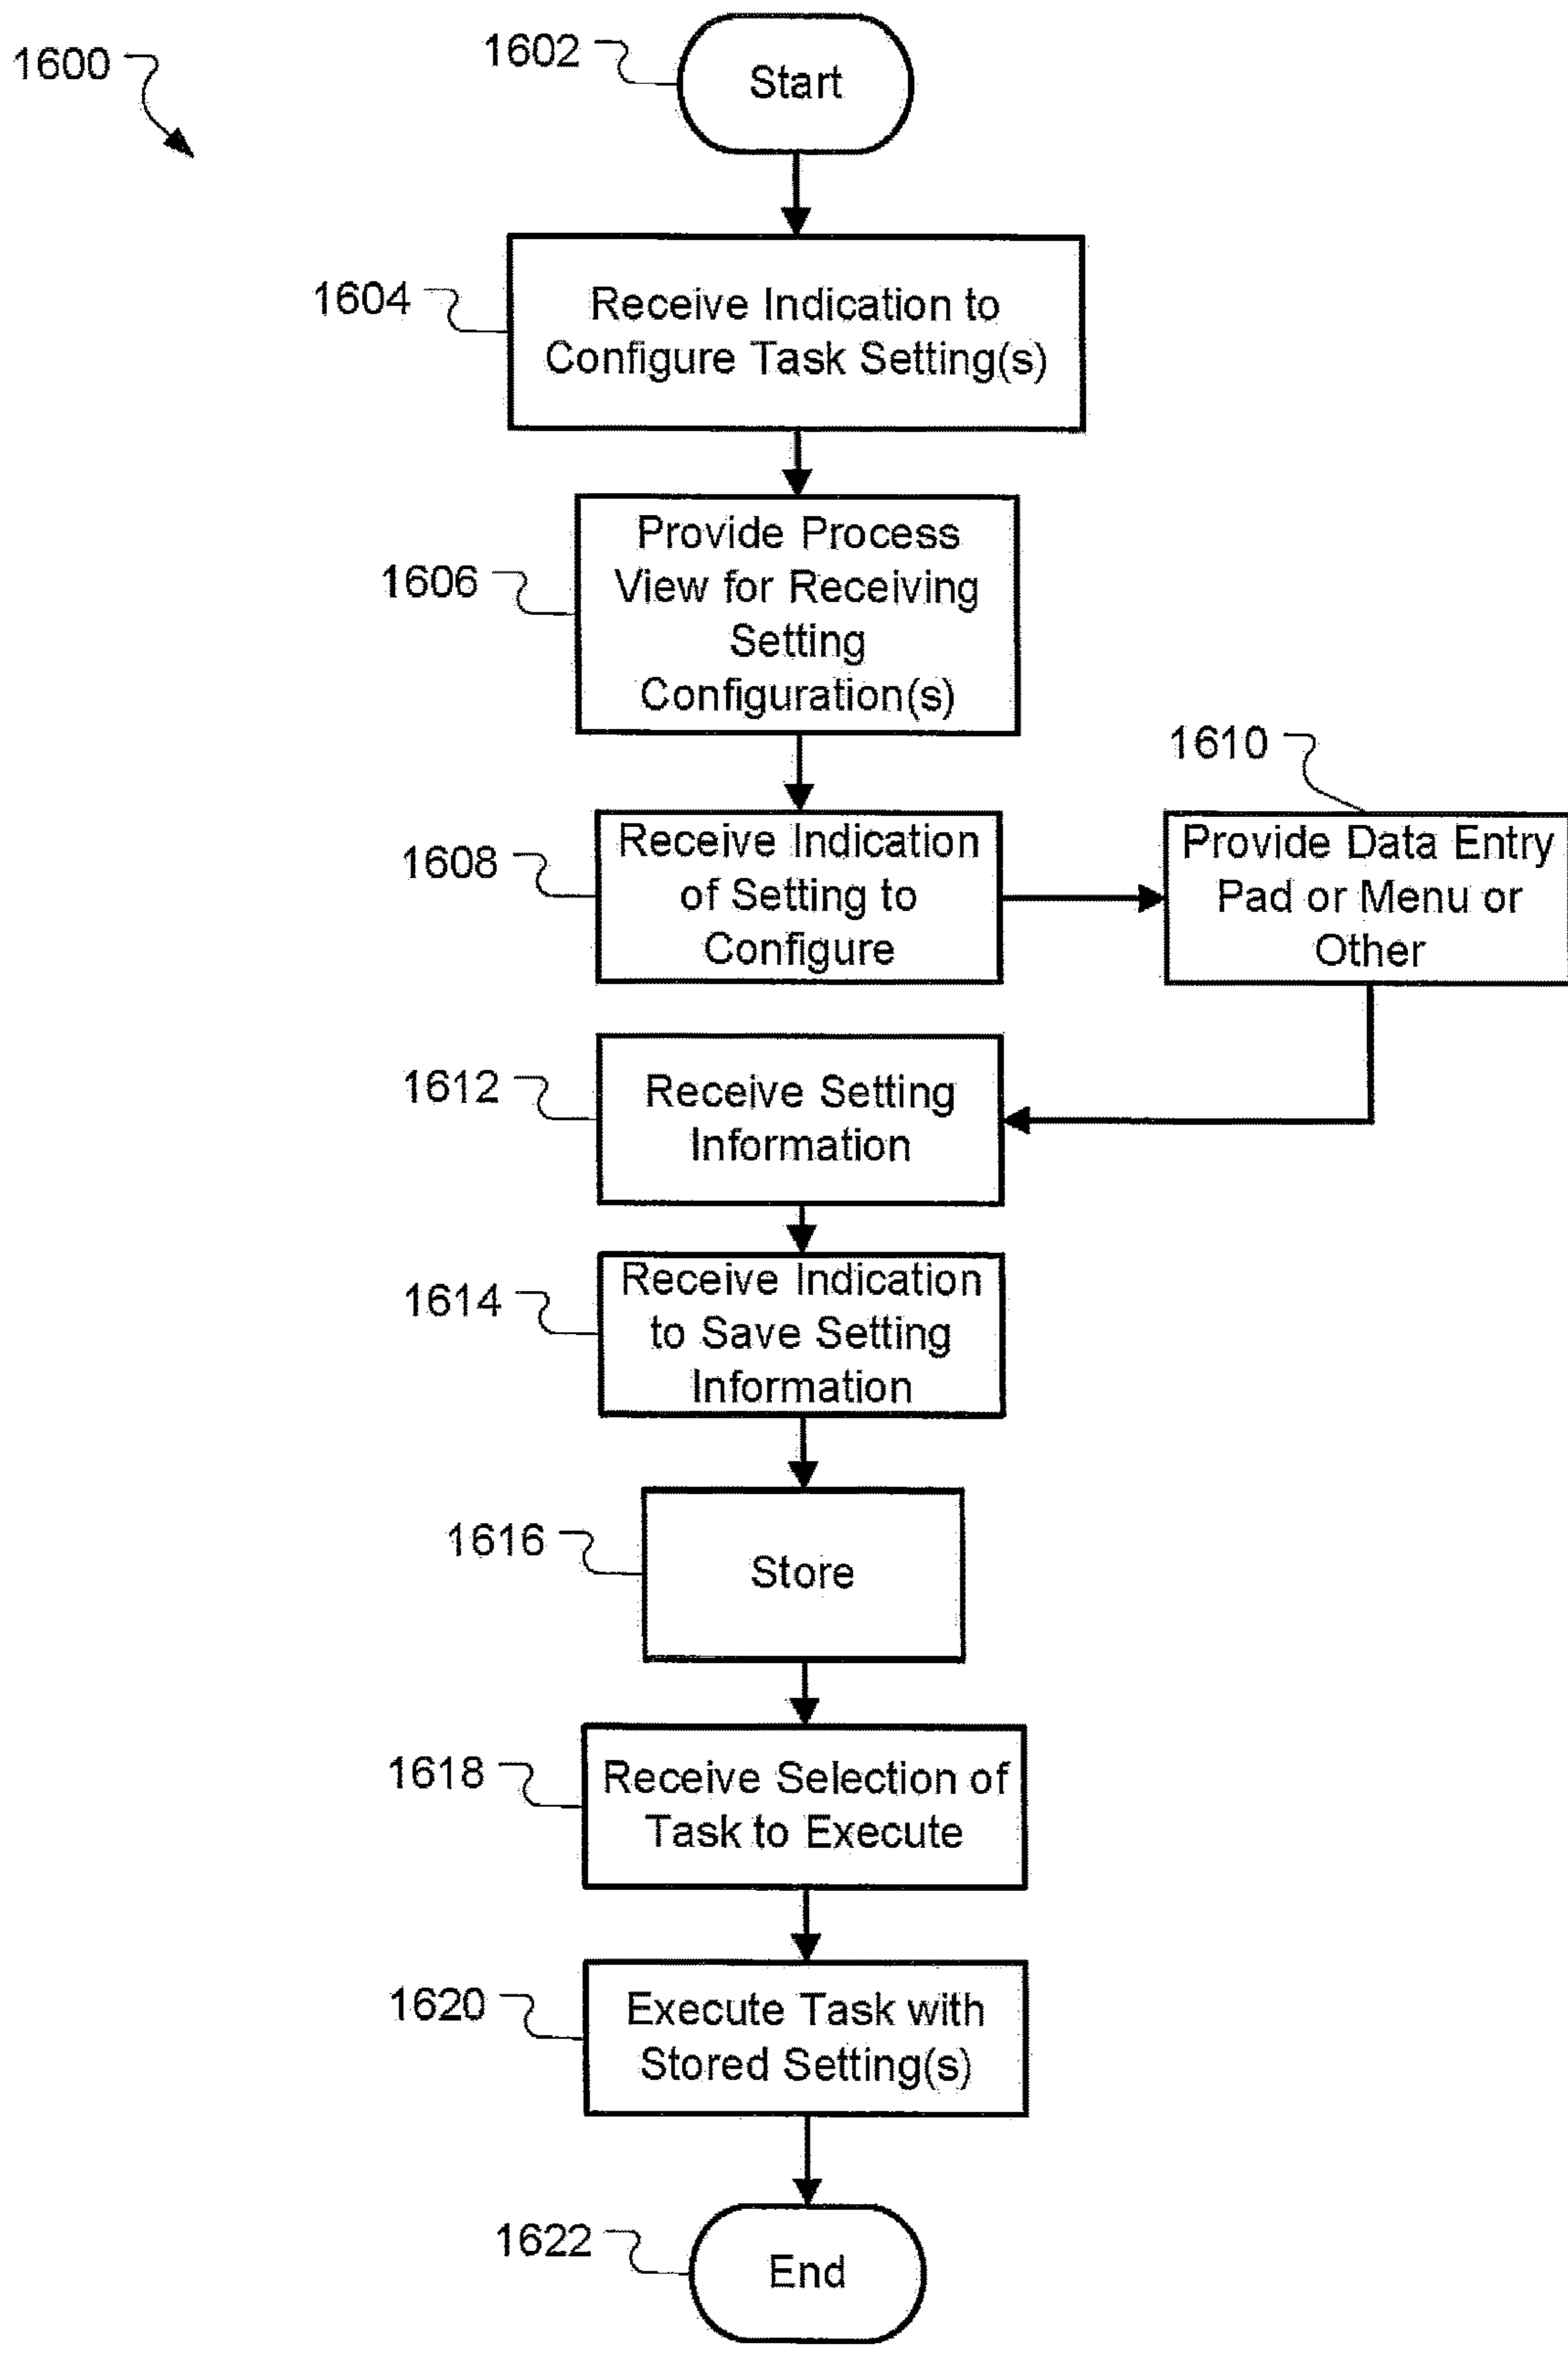 1600
1602
Start
1604
Receive Indication to
Configure Task Setting(s)
1606
Provide Process
View for Receiving
Setting
Configuration(s)
1608
Receive Indication
of Setting to
Configure
1610
Provide Data Entry
Pad or Menu or
Other
1612
Receive Setting
Information
1614
Receive Indication
to Save Setting
Information
1616
Store
1618
Receive Selection of
Task to Execute
1620
Execute Task with
Stored Setting(s)
1622
End